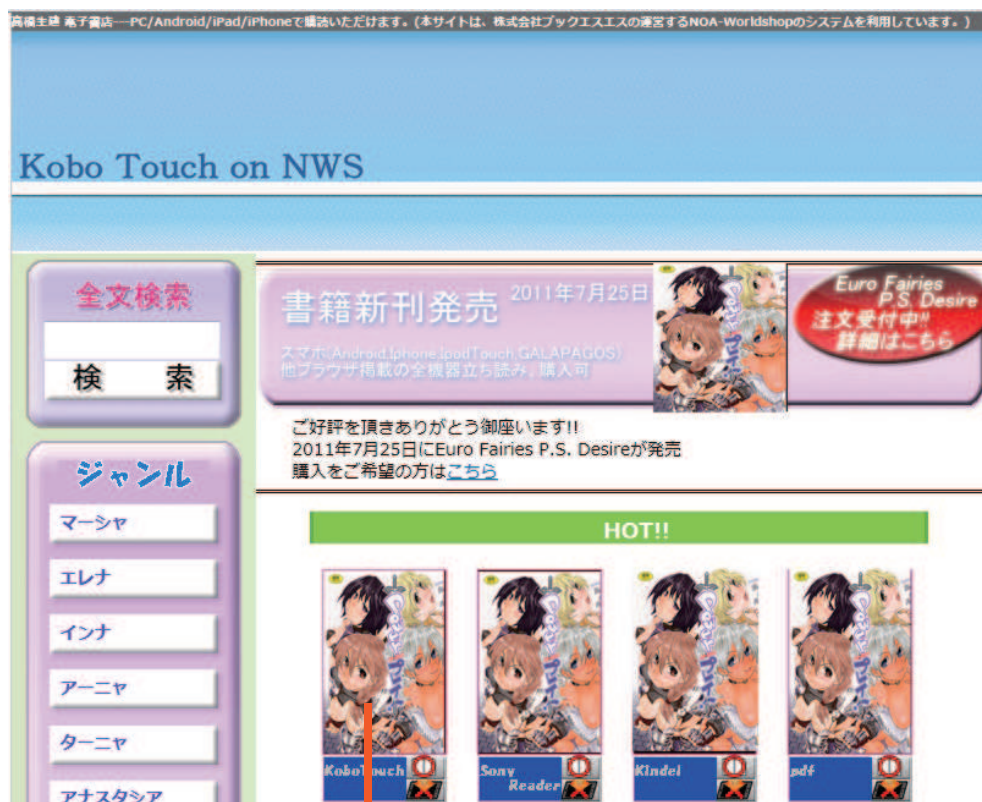 高橋主建 電子書店---PC/Android/iPad/iPhoneで購読いただけます。(本サイトは、株式会社ブックエスエスの運営するNOA-Worldshopのシステムを利用しています。)
Kobo Touch on NWS
全文検索
検 索
書籍新刊発売 2011年7月25日
スマホ(Android,Iphone,IpodTouch,GALAPAGOS)
他ブラウザ掲載の全機器立ち読み、購入可
Euro Fairies
P.S. Desire
注文受付中!!
詳細はこちら
ご好評を頂きありがとう御座います!!
2011年7月25日にEuro Fairies P.S. Desireが発売
購入をご希望の方はこちら
ジャンル
マーシャ
エレナ
インナ
アーニャ
ターニャ
アナスタシア
HOT!!
KoboTouch
Sony
Reader
Kindel
pdf